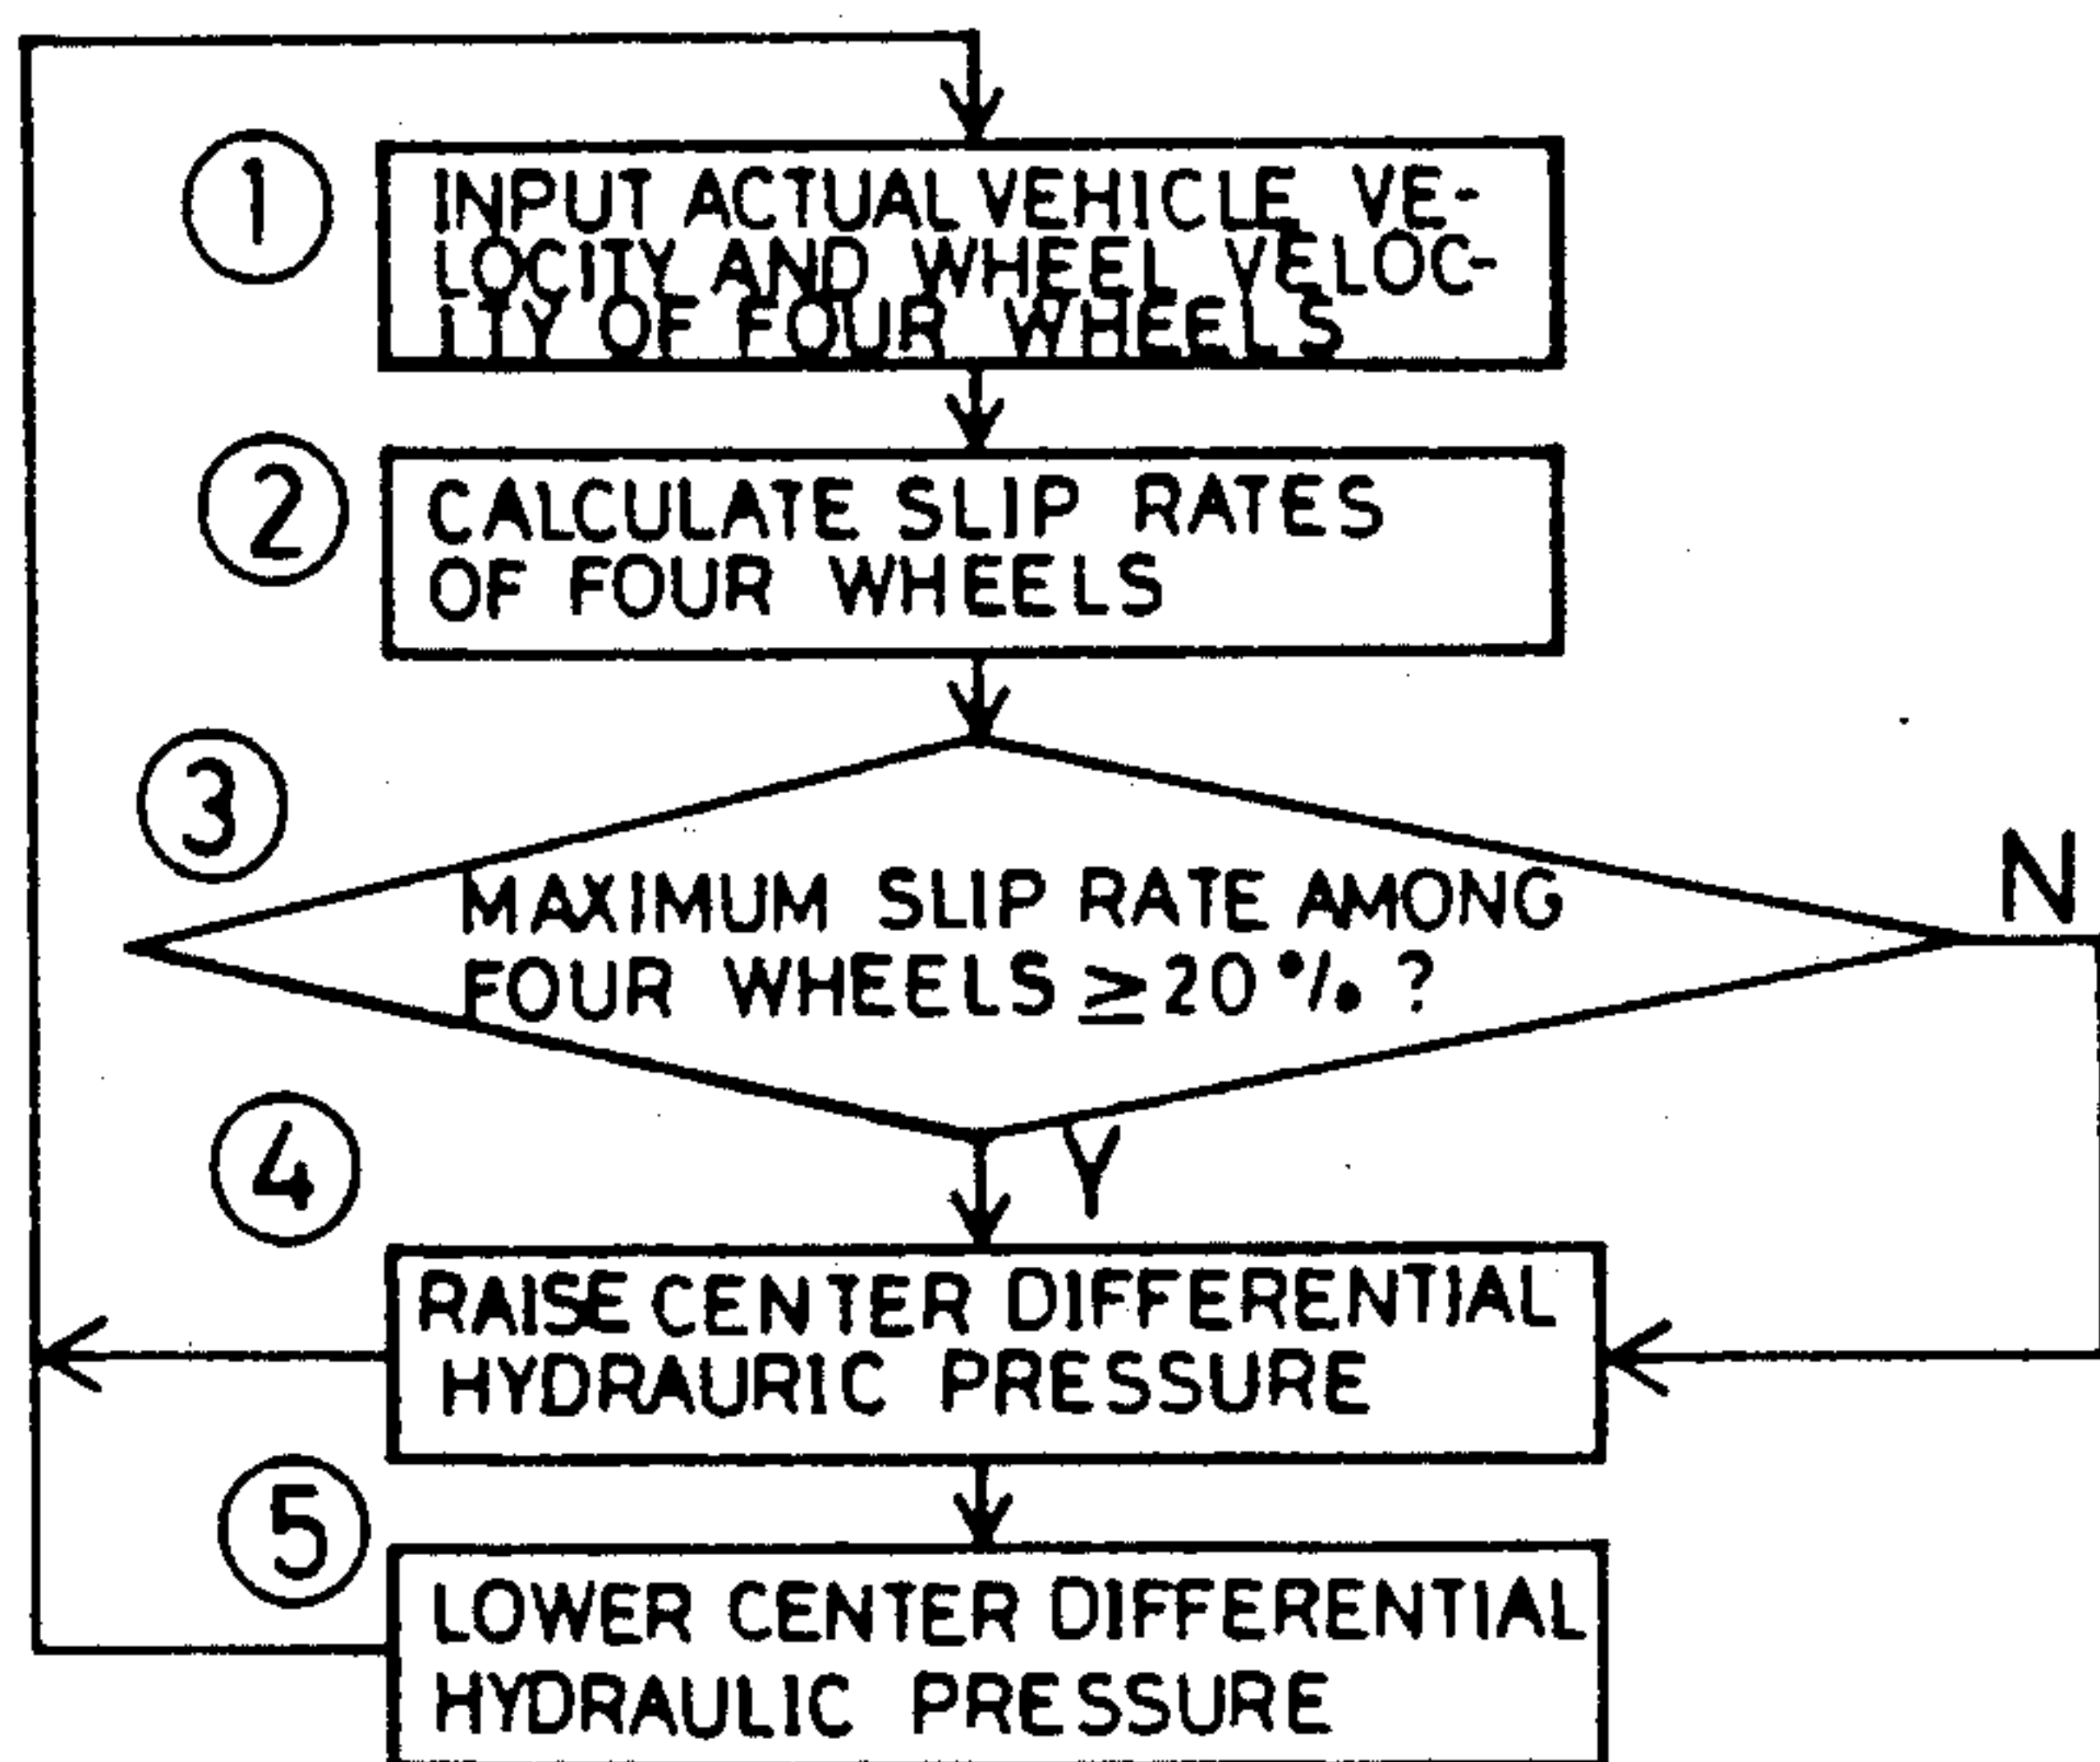 1
INPUT ACTUAL VEHICLE VE-
LOCITY AND WHEEL VELOC-
ITY OF FOUR WHEELS
2
CALCULATE SLIP RATES
OF FOUR WHEELS
3
MAXIMUM SLIP RATE AMONG
FOUR WHEELS ≥20%?
N
Y
4
RAISE CENTER DIFFERENTIAL
HYDRAURIC PRESSURE
5
LOWER CENTER DIFFERENTIAL
HYDRAULIC PRESSURE